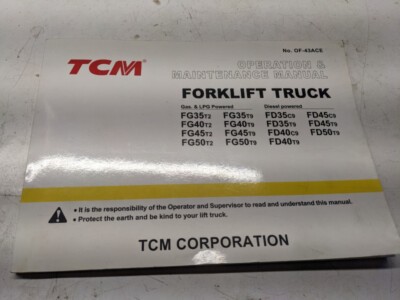 No. OF-43ACE
TCM
OPERATION &
MAINTENANCE MANUAL
FORKLIFT TRUCK
Gas. & LPG Powered Diesel powered
FG35T2 FG35T9 FD35C9 FD45C9
FG40T2 FG40T9 FD35T9 FD45T9
FG45T2 FG45T9 FD40C9 FD50T9
FG50T2 FG50T9 FD40T9
• It is the responsibility of the Operator and Supervisor to read and understand this manual.
• Protect the earth and be kind to your lift truck.
TCM CORPORATION